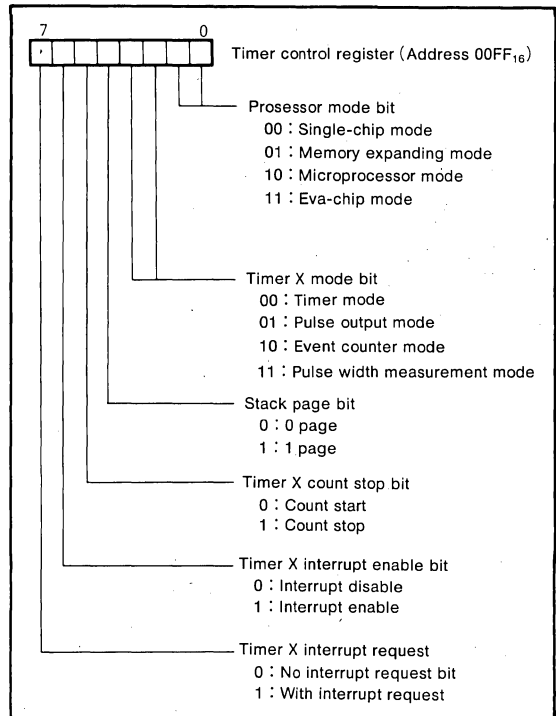 7 0
Timer control register (Address 00FF₁₆)
Prosessor mode bit
00 : Single-chip mode
01 : Memory expanding mode
10 : Microprocessor mode
11 : Eva-chip mode
Timer X mode bit
00 : Timer mode
01 : Pulse output mode
10 : Event counter mode
11 : Pulse width measurement mode
Stack page bit
0 : 0 page
1 : 1 page
Timer X count stop bit
0 : Count start
1 : Count stop
Timer X interrupt enable bit
0 : Interrupt disable
1 : Interrupt enable
Timer X interrupt request
0 : No interrupt request bit
1 : With interrupt request